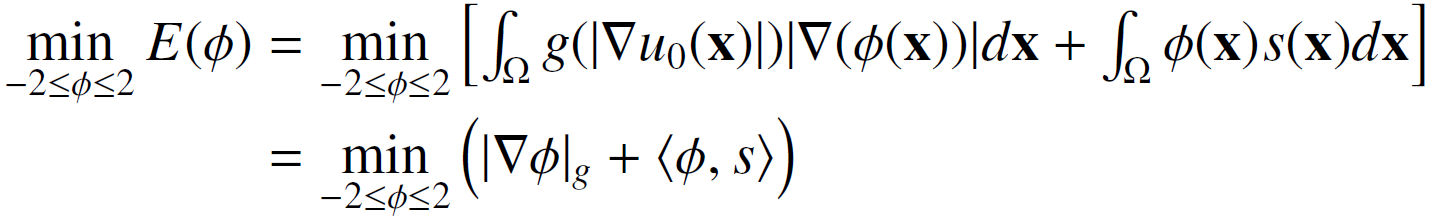 min_{-2≤ϕ≤2} E(ϕ) = min_{-2≤ϕ≤2} [∫_Ω g(|∇u_0(𝐱)|)|∇(ϕ(𝐱))|d𝐱 + ∫_Ω ϕ(𝐱)s(𝐱)d𝐱]
= min_{-2≤ϕ≤2} (|∇ϕ|_g + ⟨ϕ, s⟩)